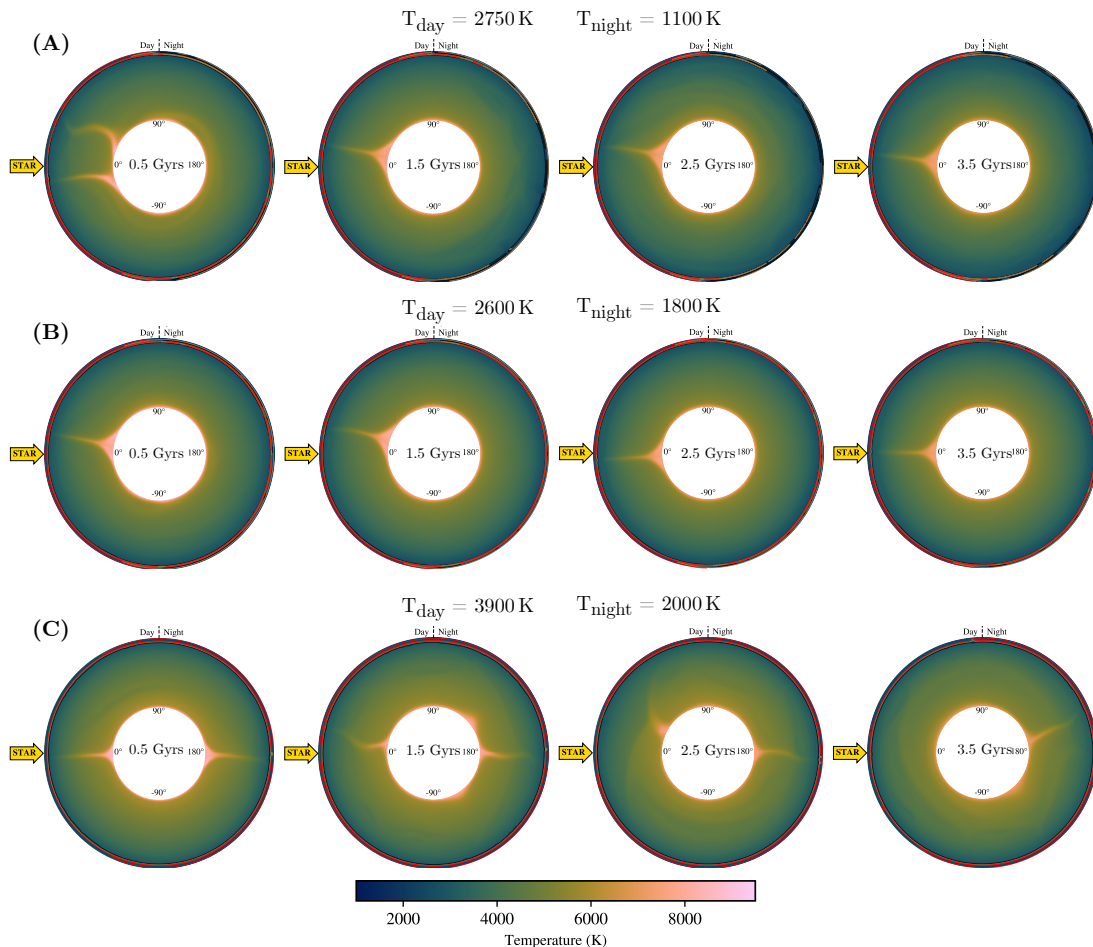 T_day = 2750 K T_night = 1100 K
(A)
Day Night Day Night Day Night Day Night
90° 90° 90° 90°
STAR 0° 0.5 Gyrs 180° STAR 0° 1.5 Gyrs 180° STAR 0° 2.5 Gyrs 180° STAR 0° 3.5 Gyrs 180°
-90° -90° -90° -90°
T_day = 2600 K T_night = 1800 K
(B)
Day Night Day Night Day Night Day Night
90° 90° 90° 90°
STAR 0° 0.5 Gyrs 180° STAR 0° 1.5 Gyrs 180° STAR 0° 2.5 Gyrs 180° STAR 0° 3.5 Gyrs 180°
-90° -90° -90° -90°
T_day = 3900 K T_night = 2000 K
(C)
Day Night Day Night Day Night Day Night
90° 90° 90° 90°
STAR 0° 0.5 Gyrs 180° STAR 0° 1.5 Gyrs 180° STAR 0° 2.5 Gyrs 180° STAR 0° 3.5 Gyrs 180°
-90° -90° -90° -90°
2000 4000 6000 8000
Temperature (K)